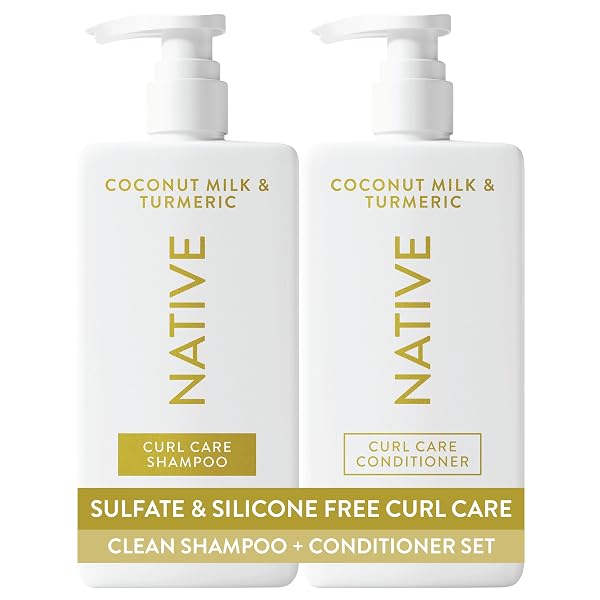 COCONUT MILK &
TURMERIC
NATIVE
CURL CARE
SHAMPOO
COCONUT MILK &
TURMERIC
NATIVE
CURL CARE
CONDITIONER
SULFATE & SILICONE FREE CURL CARE
CLEAN SHAMPOO + CONDITIONER SET